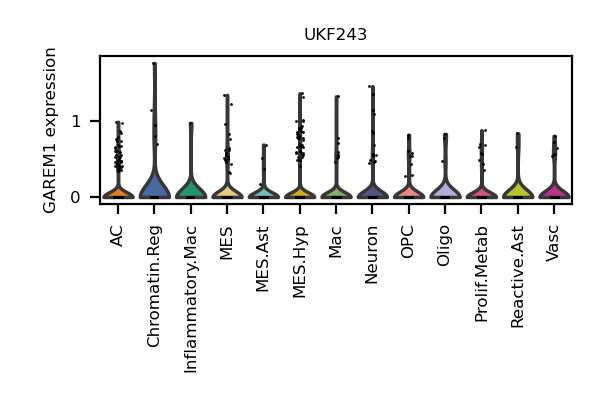 UKF243
GAREM1 expression
1
0
AC
Chromatin.Reg
Inflammatory.Mac
MES
MES.Ast
MES.Hyp
Mac
Neuron
OPC
Oligo
Prolif.Metab
Reactive.Ast
Vasc